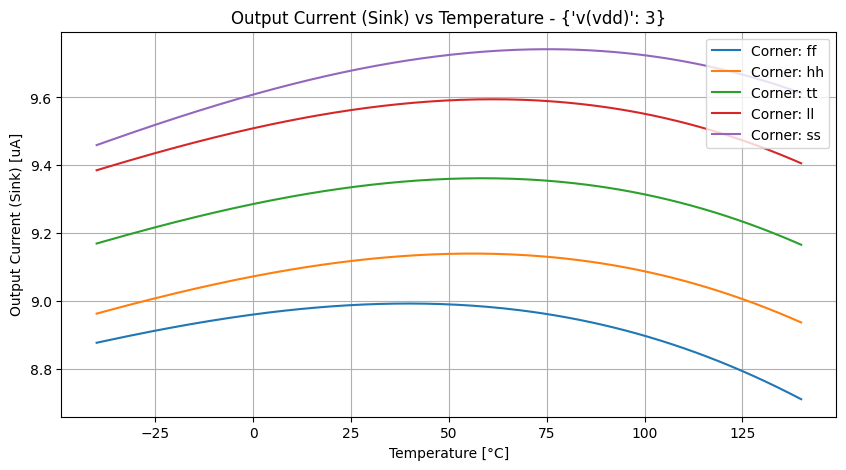 Output Current (Sink) vs Temperature - {'v(vdd)': 3}
Output Current (Sink) [uA]
9.6
9.4
9.2
9.0
8.8
Corner: ff
Corner: hh
Corner: tt
Corner: ll
Corner: ss
−25 0 25 50 75 100 125
Temperature [°C]